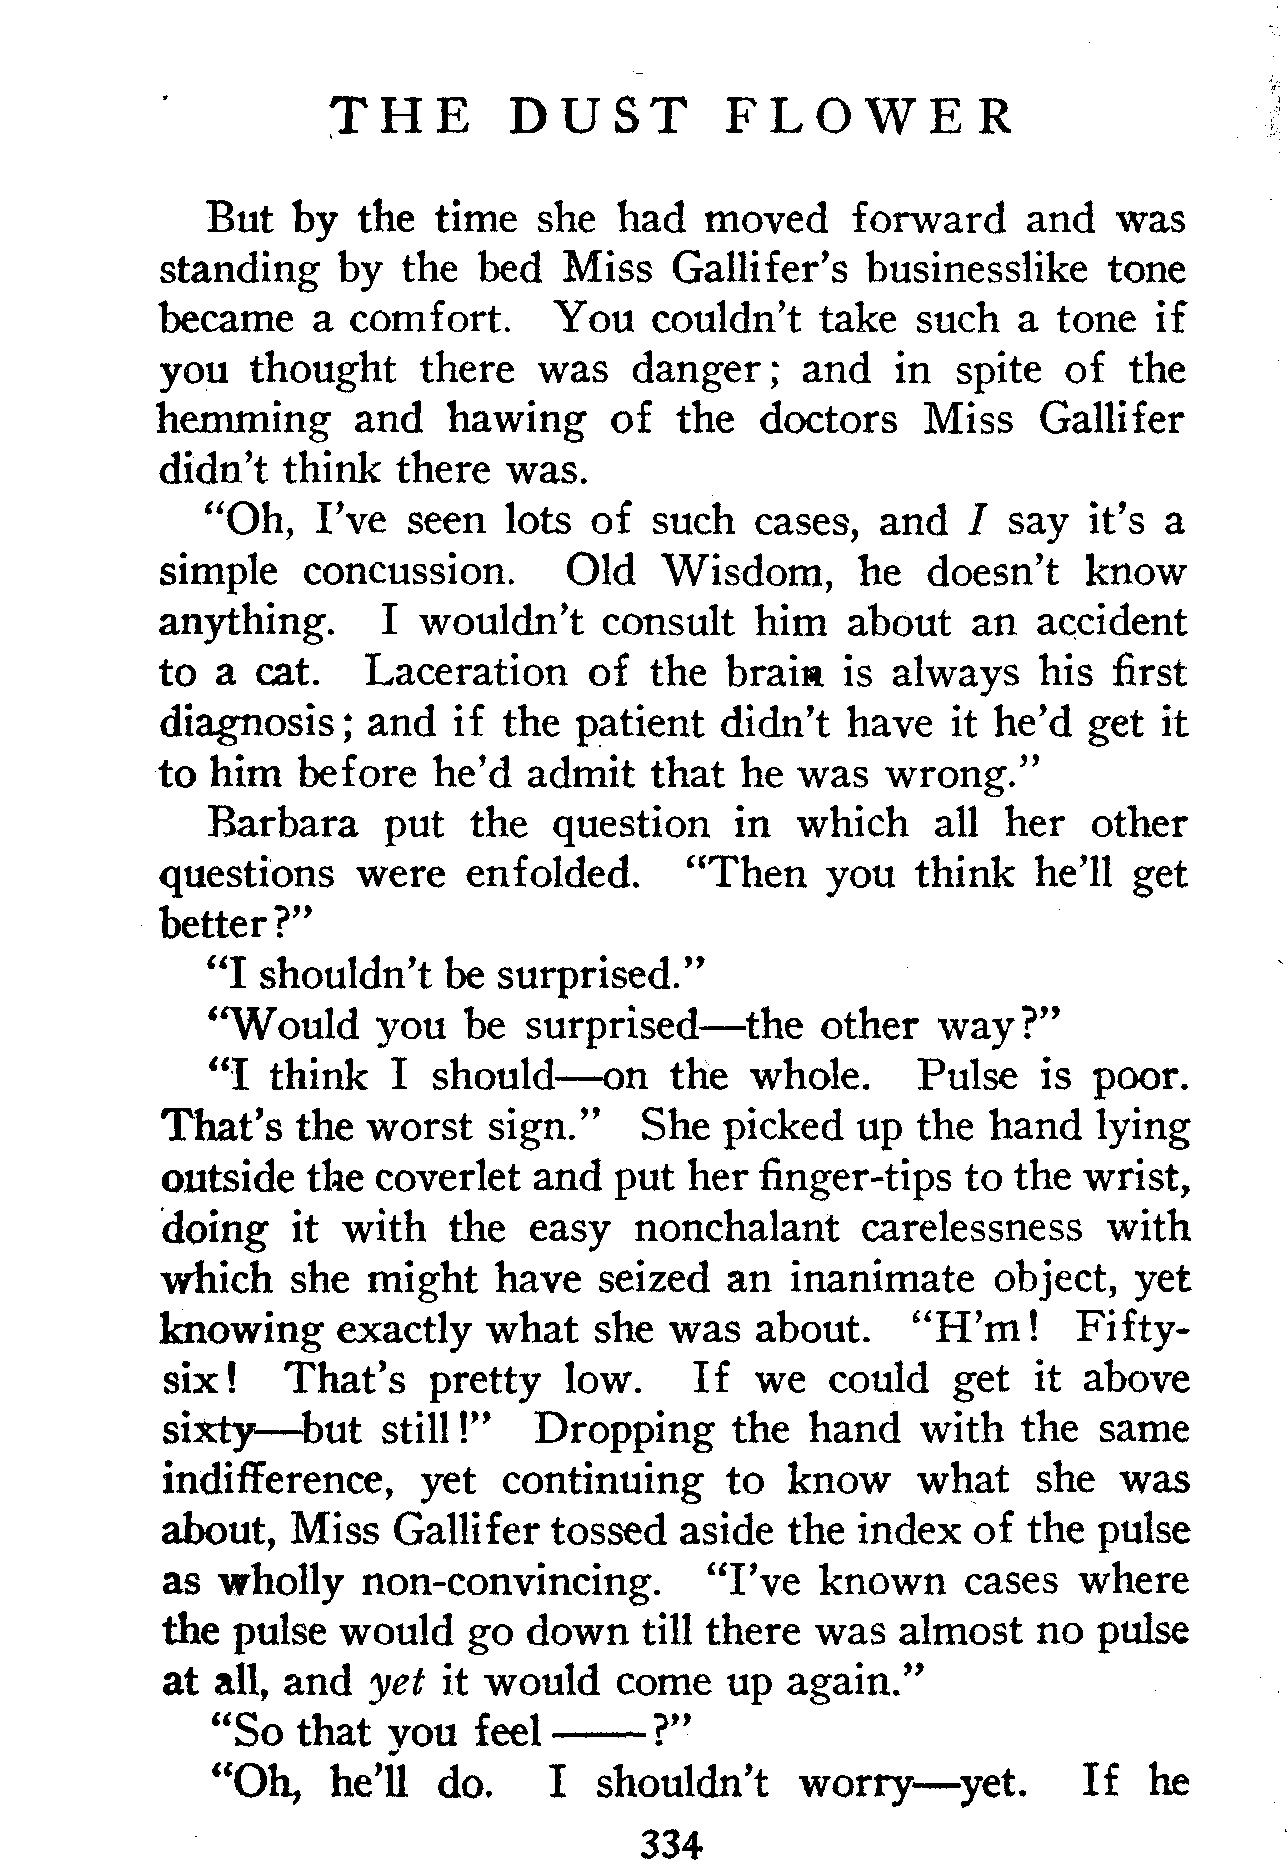 THE DUST FLOWER
But by the time she had moved forward and was
standing by the bed Miss Gallifer's businesslike tone
became a comfort. You couldn't take such a tone if
you thought there was danger; and in spite of the
hemming and hawing of the doctors Miss Gallifer
didn't think there was.
“Oh, I've seen lots of such cases, and I say it's a
simple concussion. Old Wisdom, he doesn't know
anything. I wouldn't consult him about an accident
to a cat. Laceration of the brain is always his first
diagnosis; and if the patient didn't have it he'd get it
to him before he'd admit that he was wrong.”
Barbara put the question in which all her other
questions were enfolded. “Then you think he'll get
better?”
“I shouldn't be surprised.”
“Would you be surprised—the other way?”
“I think I should—on the whole. Pulse is poor.
That's the worst sign.” She picked up the hand lying
outside the coverlet and put her finger-tips to the wrist,
doing it with the easy nonchalant carelessness with
which she might have seized an inanimate object, yet
knowing exactly what she was about. “H'm! Fifty-
six! That's pretty low. If we could get it above
sixty—but still!” Dropping the hand with the same
indifference, yet continuing to know what she was
about, Miss Gallifer tossed aside the index of the pulse
as wholly non-convincing. “I've known cases where
the pulse would go down till there was almost no pulse
at all, and yet it would come up again.”
“So that you feel ——?”
“Oh, he'll do. I shouldn't worry—yet. If he
334